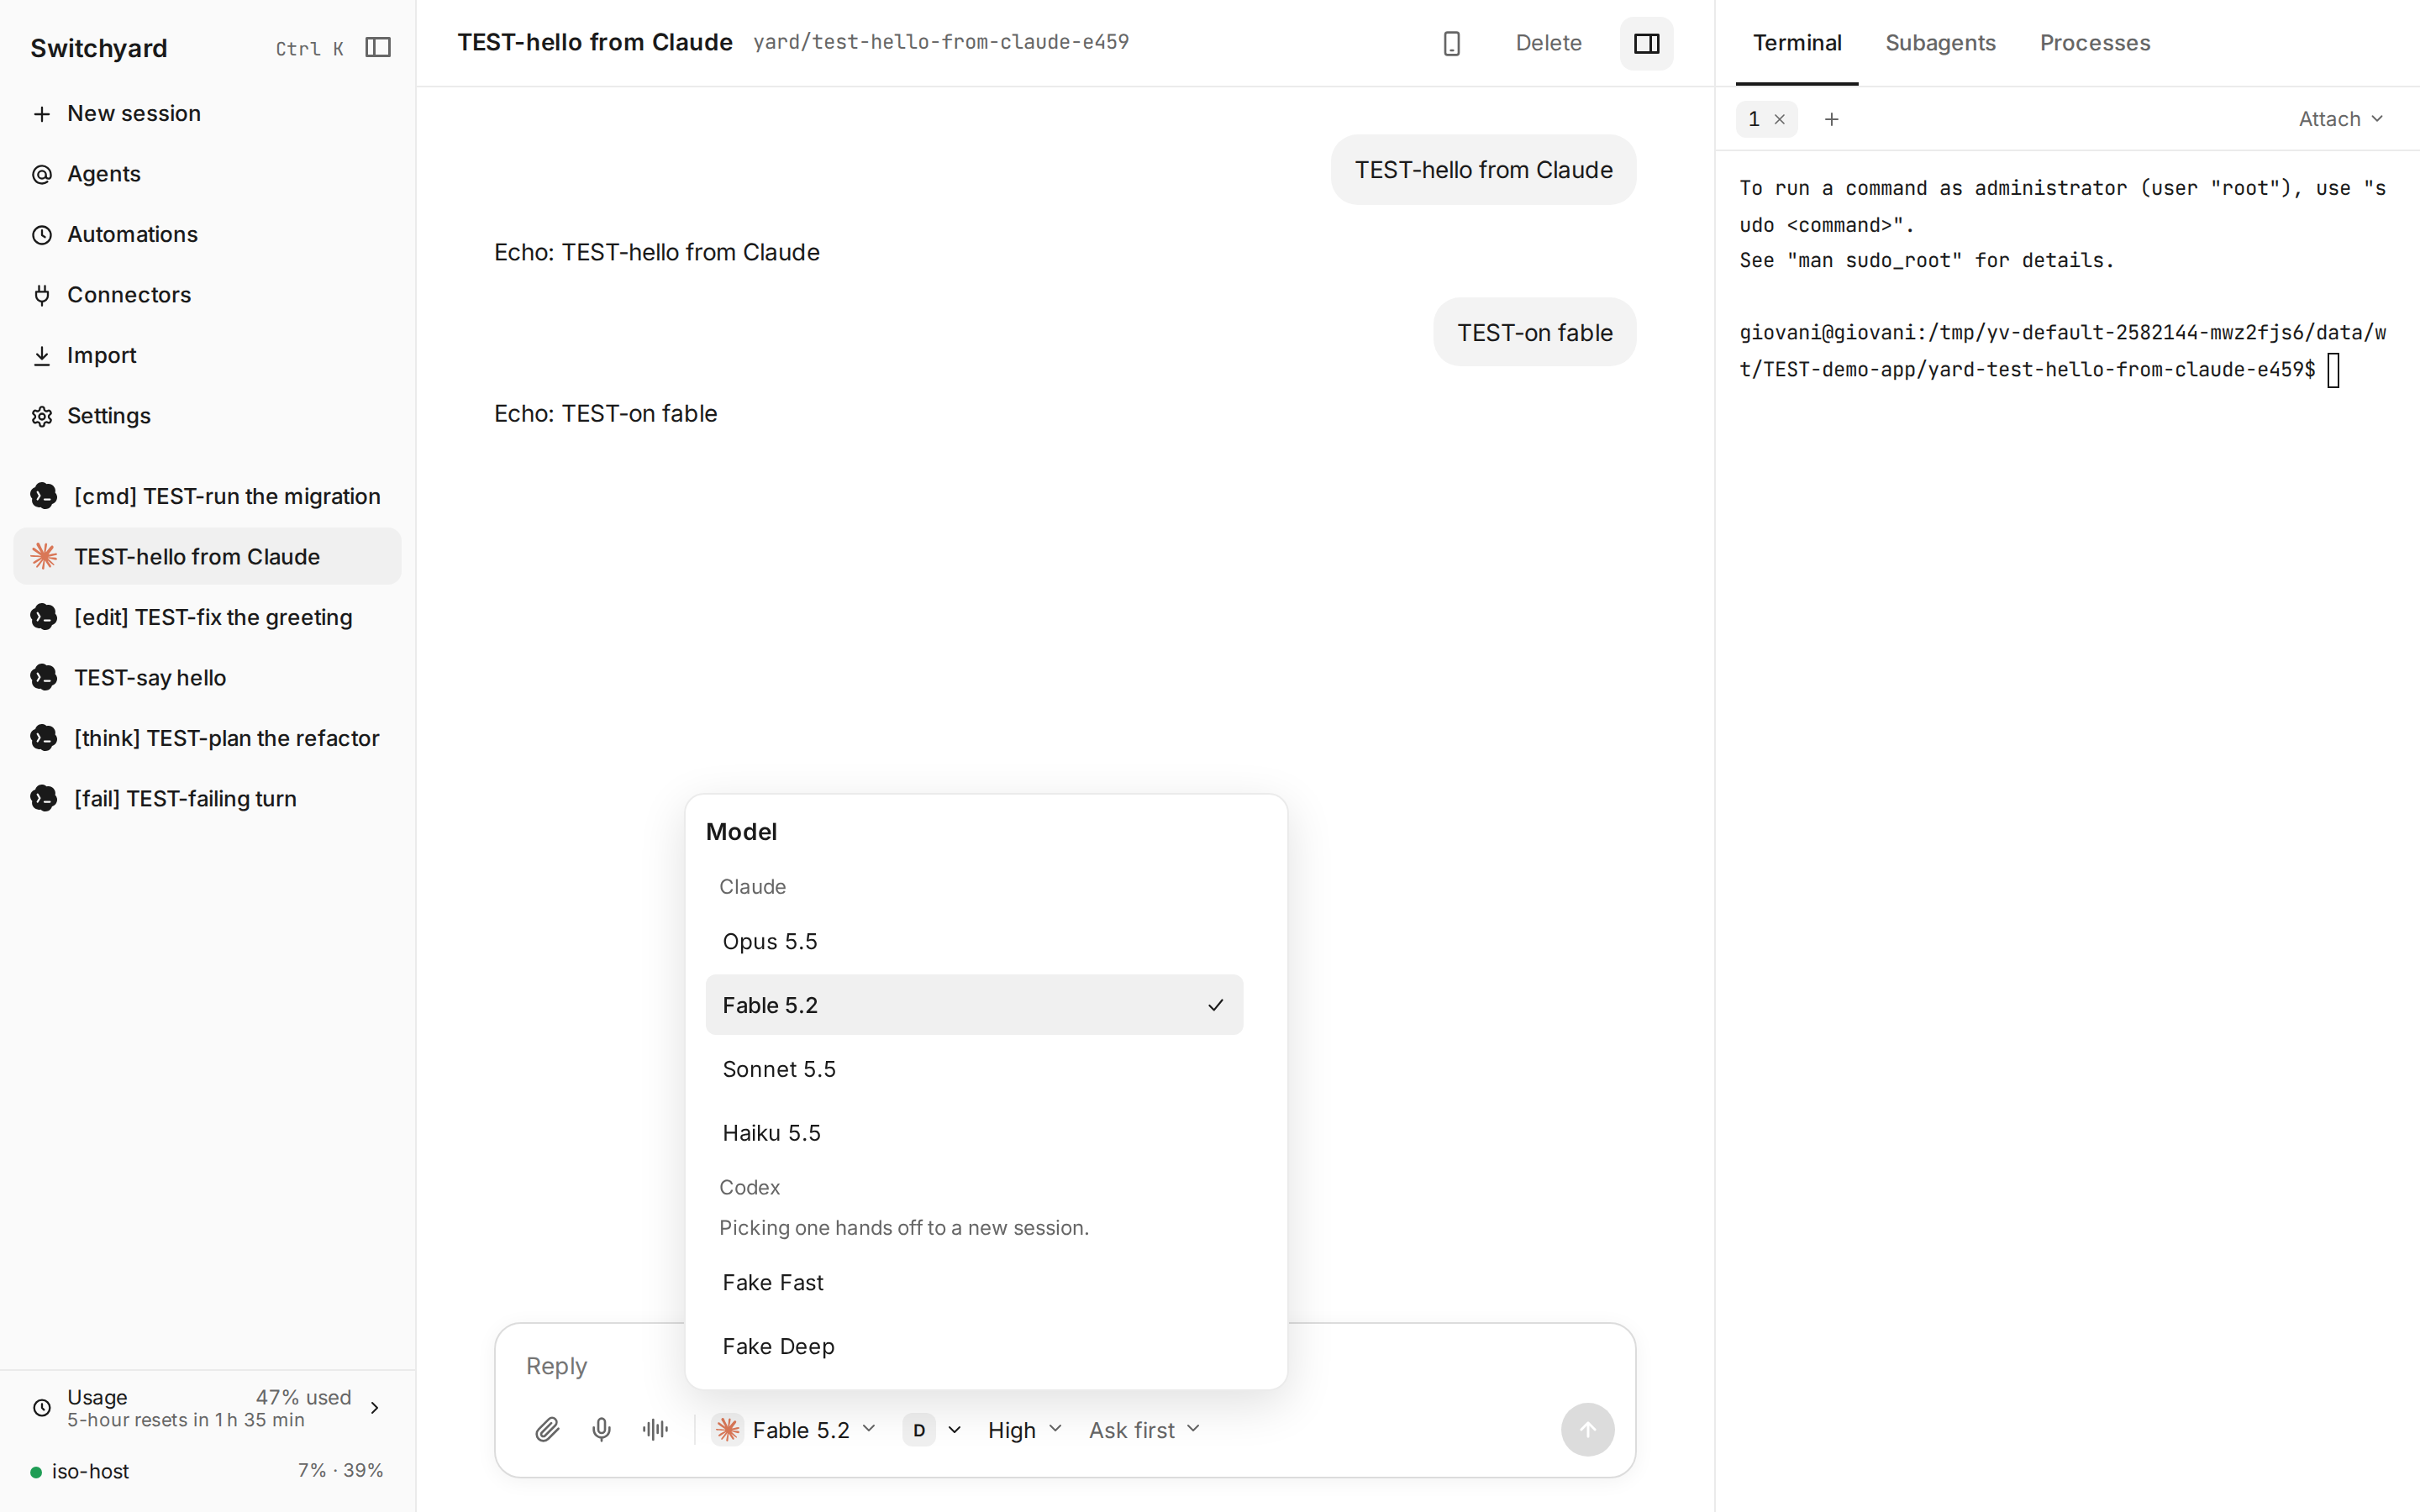 Switchyard Ctrl K
New session
Agents
Automations
Connectors
Import
Settings
[cmd] TEST-run the migration
TEST-hello from Claude
[edit] TEST-fix the greeting
TEST-say hello
[think] TEST-plan the refactor
[fail] TEST-failing turn
Usage 47% used
5-hour resets in 1 h 35 min
iso-host 7% · 39%
TEST-hello from Claude yard/test-hello-from-claude-e459 Delete
TEST-hello from Claude
Echo: TEST-hello from Claude
TEST-on fable
Echo: TEST-on fable
Model
Claude
Opus 5.5
Fable 5.2
Sonnet 5.5
Haiku 5.5
Codex
Picking one hands off to a new session.
Fake Fast
Fake Deep
Reply
Fable 5.2 D High Ask first
Terminal Subagents Processes
1 Attach
To run a command as administrator (user "root"), use "s
udo <command>".
See "man sudo_root" for details.
giovani@giovani:/tmp/yv-default-2582144-mwz2fjs6/data/w
t/TEST-demo-app/yard-test-hello-from-claude-e459$